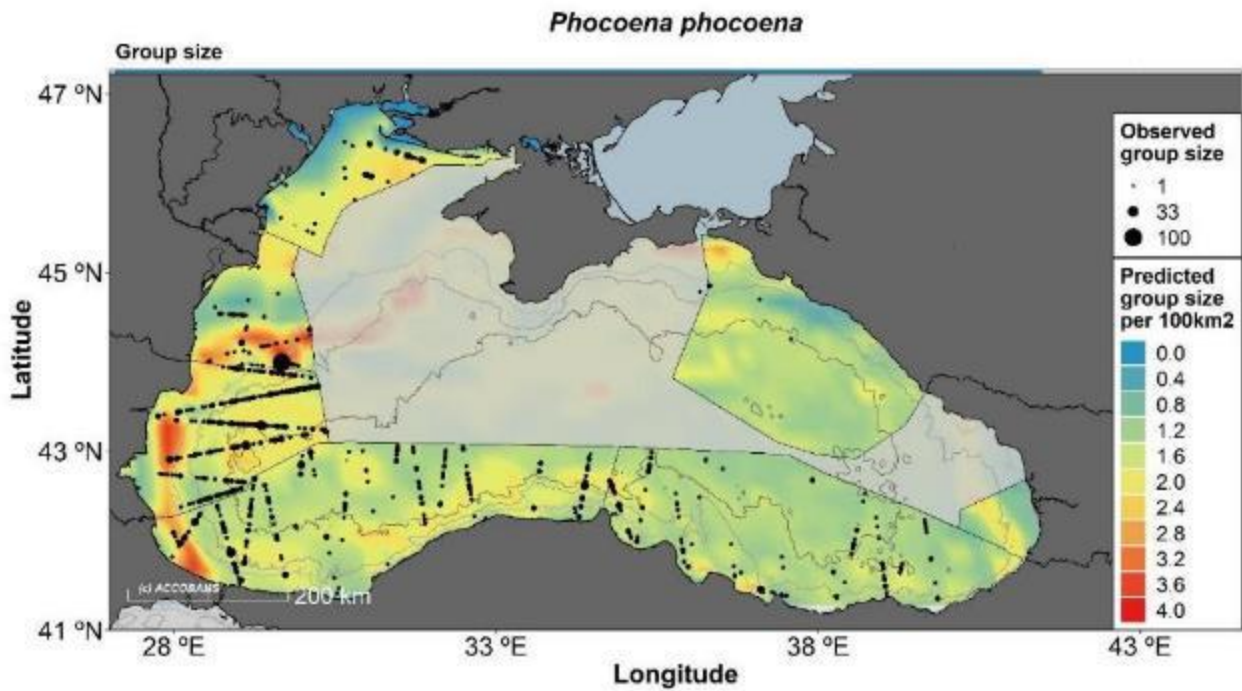 Phocoena phocoena
Group size
47 ºN
45 ºN
43 ºN
41 ºN
Latitude
28 ºE
33 ºE
38 ºE
43 ºE
Longitude
(c) ACCOBAMS
200 km
Observed
group size
1
33
100
Predicted
group size
per 100km2
0.0
0.4
0.8
1.2
1.6
2.0
2.4
2.8
3.2
3.6
4.0